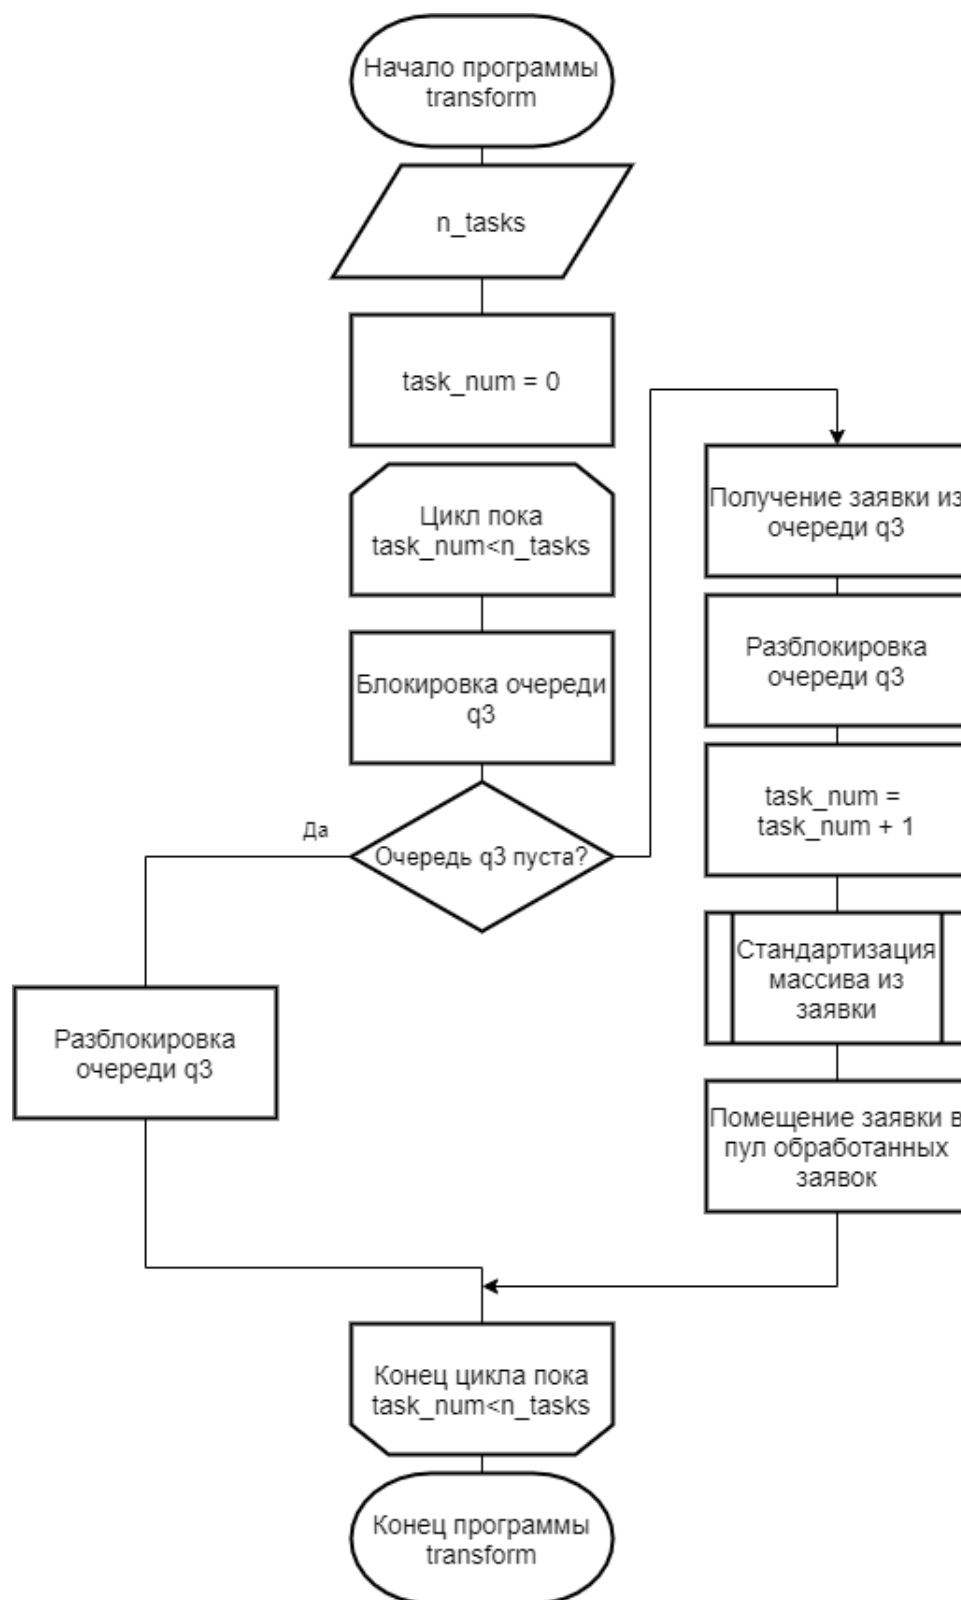 Начало программы
transform
n_tasks
task_num = 0
Цикл пока
task_num<n_tasks
Блокировка очереди
q3
Очередь q3 пуста?
Да
Разблокировка
очереди q3
Получение заявки из
очереди q3
Разблокировка
очереди q3
task_num =
task_num + 1
Стандартизация
массива из
заявки
Помещение заявки в
пул обработанных
заявок
Конец цикла пока
task_num<n_tasks
Конец программы
transform